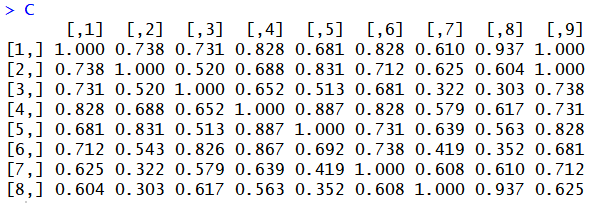 > C
[,1] [,2] [,3] [,4] [,5] [,6] [,7] [,8] [,9]
[1,] 1.000 0.738 0.731 0.828 0.681 0.828 0.610 0.937 1.000
[2,] 0.738 1.000 0.520 0.688 0.831 0.712 0.625 0.604 1.000
[3,] 0.731 0.520 1.000 0.652 0.513 0.681 0.322 0.303 0.738
[4,] 0.828 0.688 0.652 1.000 0.887 0.828 0.579 0.617 0.731
[5,] 0.681 0.831 0.513 0.887 1.000 0.731 0.639 0.563 0.828
[6,] 0.712 0.543 0.826 0.867 0.692 0.738 0.419 0.352 0.681
[7,] 0.625 0.322 0.579 0.639 0.419 1.000 0.608 0.610 0.712
[8,] 0.604 0.303 0.617 0.563 0.352 0.608 1.000 0.937 0.625